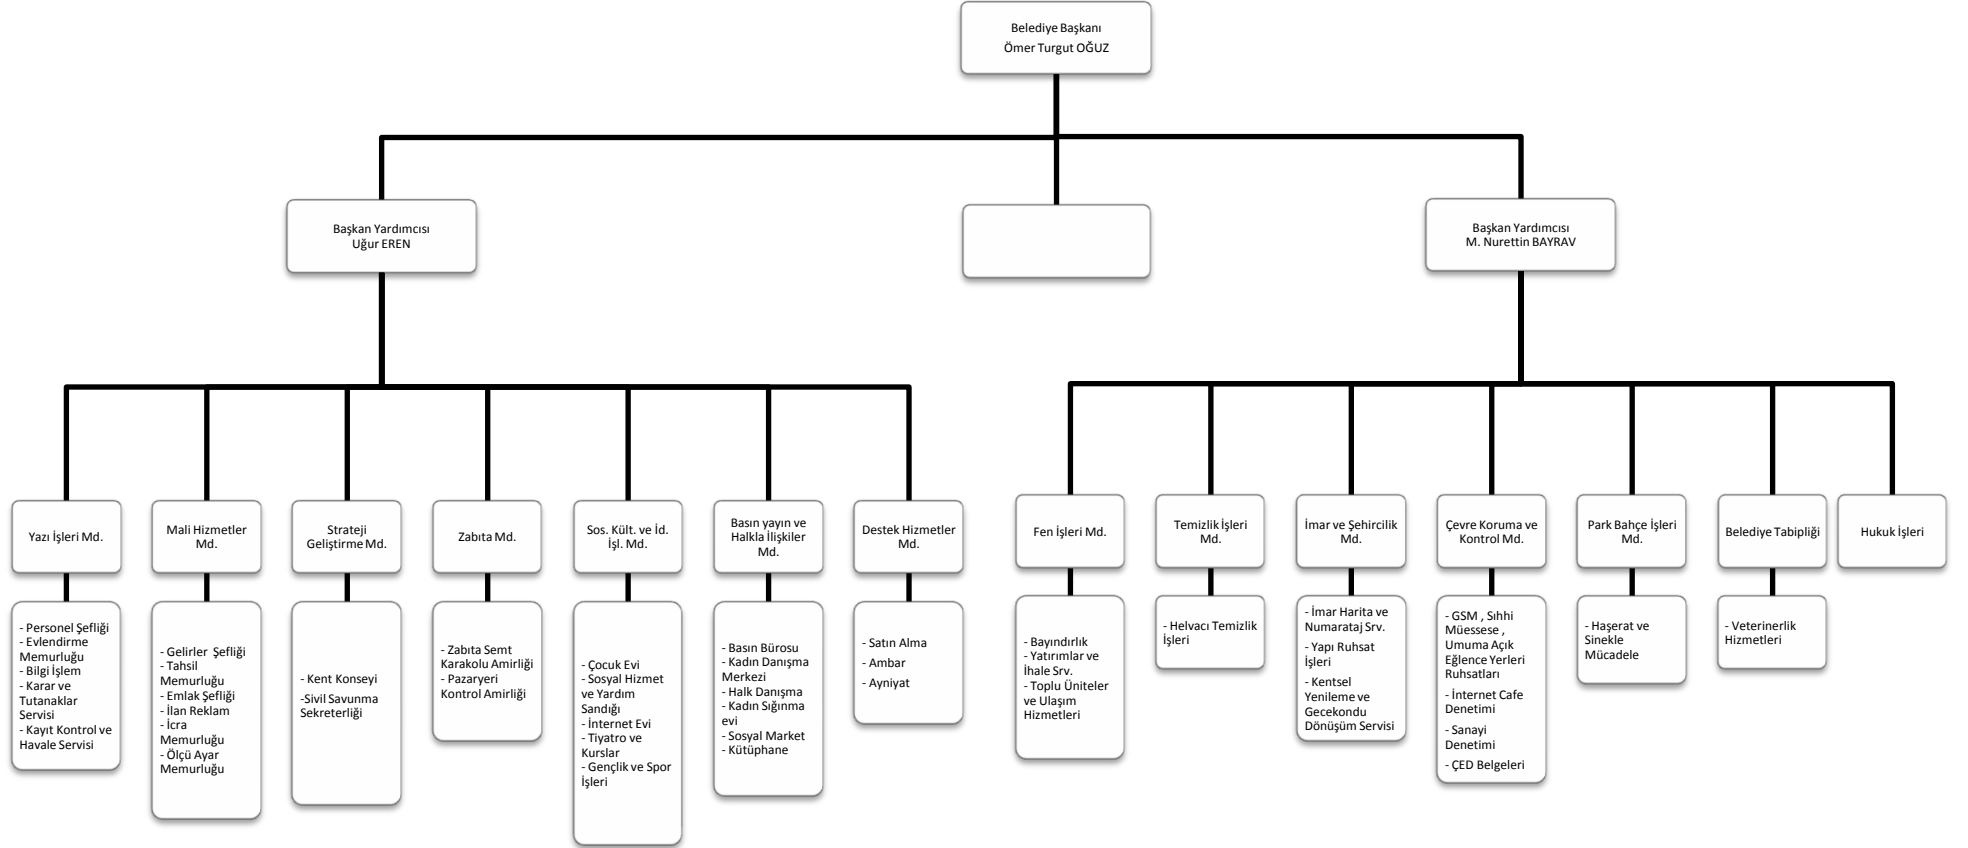 Belediye Başkanı
Ömer Turgut OĞUZ
Başkan Yardımcısı
Uğur EREN
Başkan Yardımcısı
M. Nurettin BAYRAV
Yazı İşleri Md.
Mali Hizmetler
Md.
Strateji
Geliştirme Md.
Zabıta Md.
Sos. Kült. ve İd.
İşl. Md.
Basın yayın ve
Halkla İlişkiler
Md.
Destek Hizmetler
Md.
Fen İşleri Md.
Temizlik İşleri
Md.
İmar ve Şehircilik
Md.
Çevre Koruma ve
Kontrol Md.
Park Bahçe İşleri
Md.
Belediye Tabipliği
Hukuk İşleri
- Personel Şefliği
- Evlendirme
Memurluğu
- Bilgi İşlem
- Karar ve
Tutanaklar
Servisi
- Kayıt Kontrol ve
Havale Servisi
- Gelirler Şefliği
- Tahsil
Memurluğu
- Emlak Şefliği
- İlan Reklam
- İcra
Memurluğu
- Ölçü Ayar
Memurluğu
- Kent Konseyi
-Sivil Savunma
Sekreterliği
- Zabıta Semt
Karakolu Amirliği
- Pazaryeri
Kontrol Amirliği
- Çocuk Evi
- Sosyal Hizmet
ve Yardım
Sandığı
- İnternet Evi
- Tiyatro ve
Kurslar
- Gençlik ve Spor
İşleri
- Basın Bürosu
- Kadın Danışma
Merkezi
- Halk Danışma
- Kadın Sığınma
evi
- Sosyal Market
- Kütüphane
- Satın Alma
- Ambar
- Ayniyat
- Bayındırlık
- Yatırımlar ve
İhale Srv.
- Toplu Üniteler
ve Ulaşım
Hizmetleri
- Helvacı Temizlik
İşleri
- İmar Harita ve
Numarataj Srv.
- Yapı Ruhsat
İşleri
- Kentsel
Yenileme ve
Gecekondu
Dönüşüm Servisi
- GSM , Sıhhi
Müessese ,
Umuma Açık
Eğlence Yerleri
Ruhsatları
- İnternet Cafe
Denetimi
- Sanayi
Denetimi
- ÇED Belgeleri
- Haşerat ve
Sinekle
Mücadele
- Veterinerlik
Hizmetleri